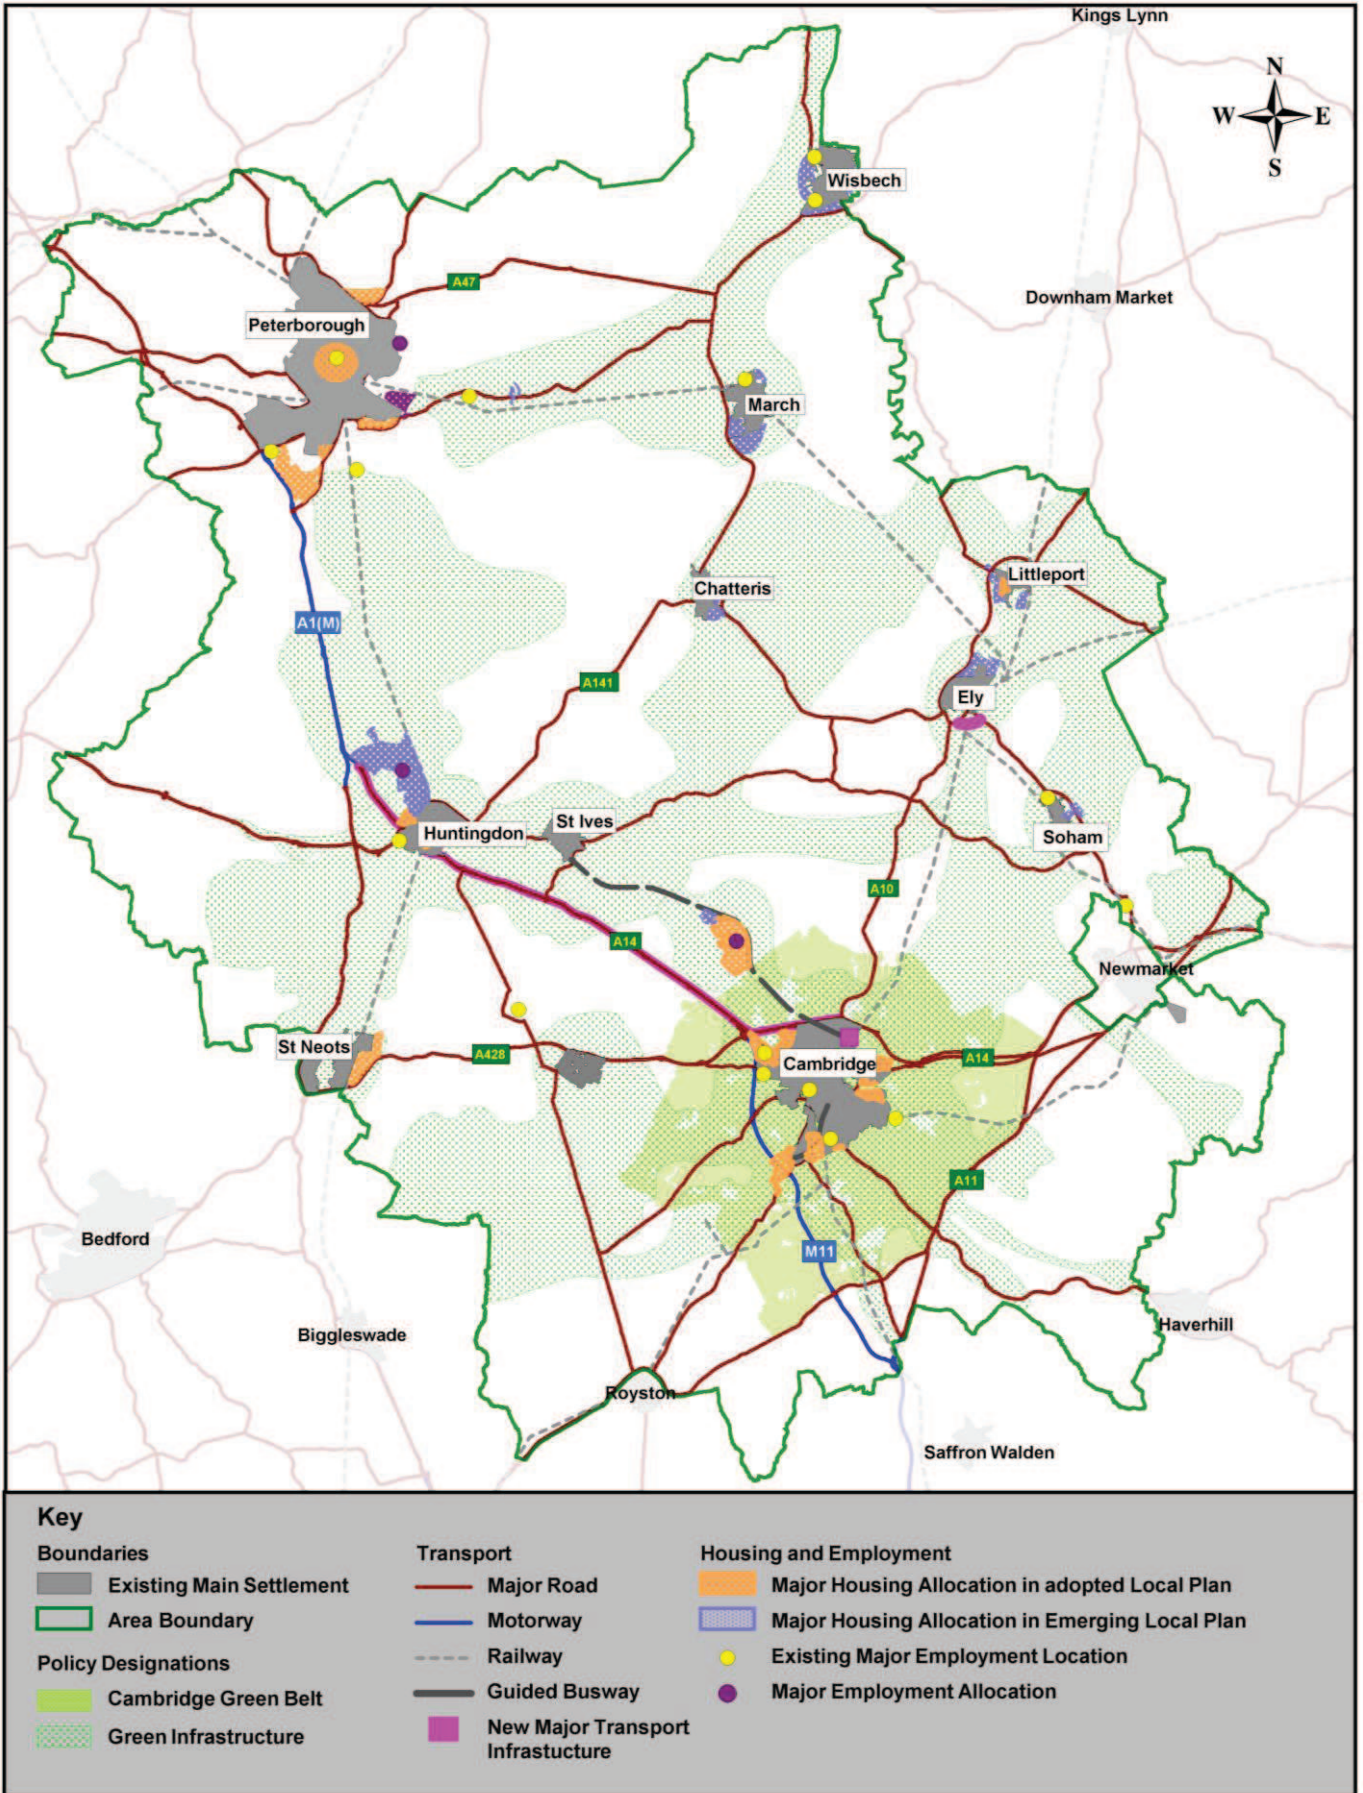 Kings Lynn
N
W
E
S
Wisbech
A47
Downham Market
Peterborough
March
Littleport
Chatteris
A1(M)
A141
Ely
St Ives
Huntingdon
Soham
A10
A14
Newmarket
St Neots
A428
A14
Cambridge
A11
Bedford
M11
Biggleswade
Haverhill
Royston
Saffron Walden
Key
Boundaries
Existing Main Settlement
Area Boundary
Policy Designations
Cambridge Green Belt
Green Infrastructure
Transport
Major Road
Motorway
Railway
Guided Busway
New Major Transport
Infrastucture
Housing and Employment
Major Housing Allocation in adopted Local Plan
Major Housing Allocation in Emerging Local Plan
Existing Major Employment Location
Major Employment Allocation